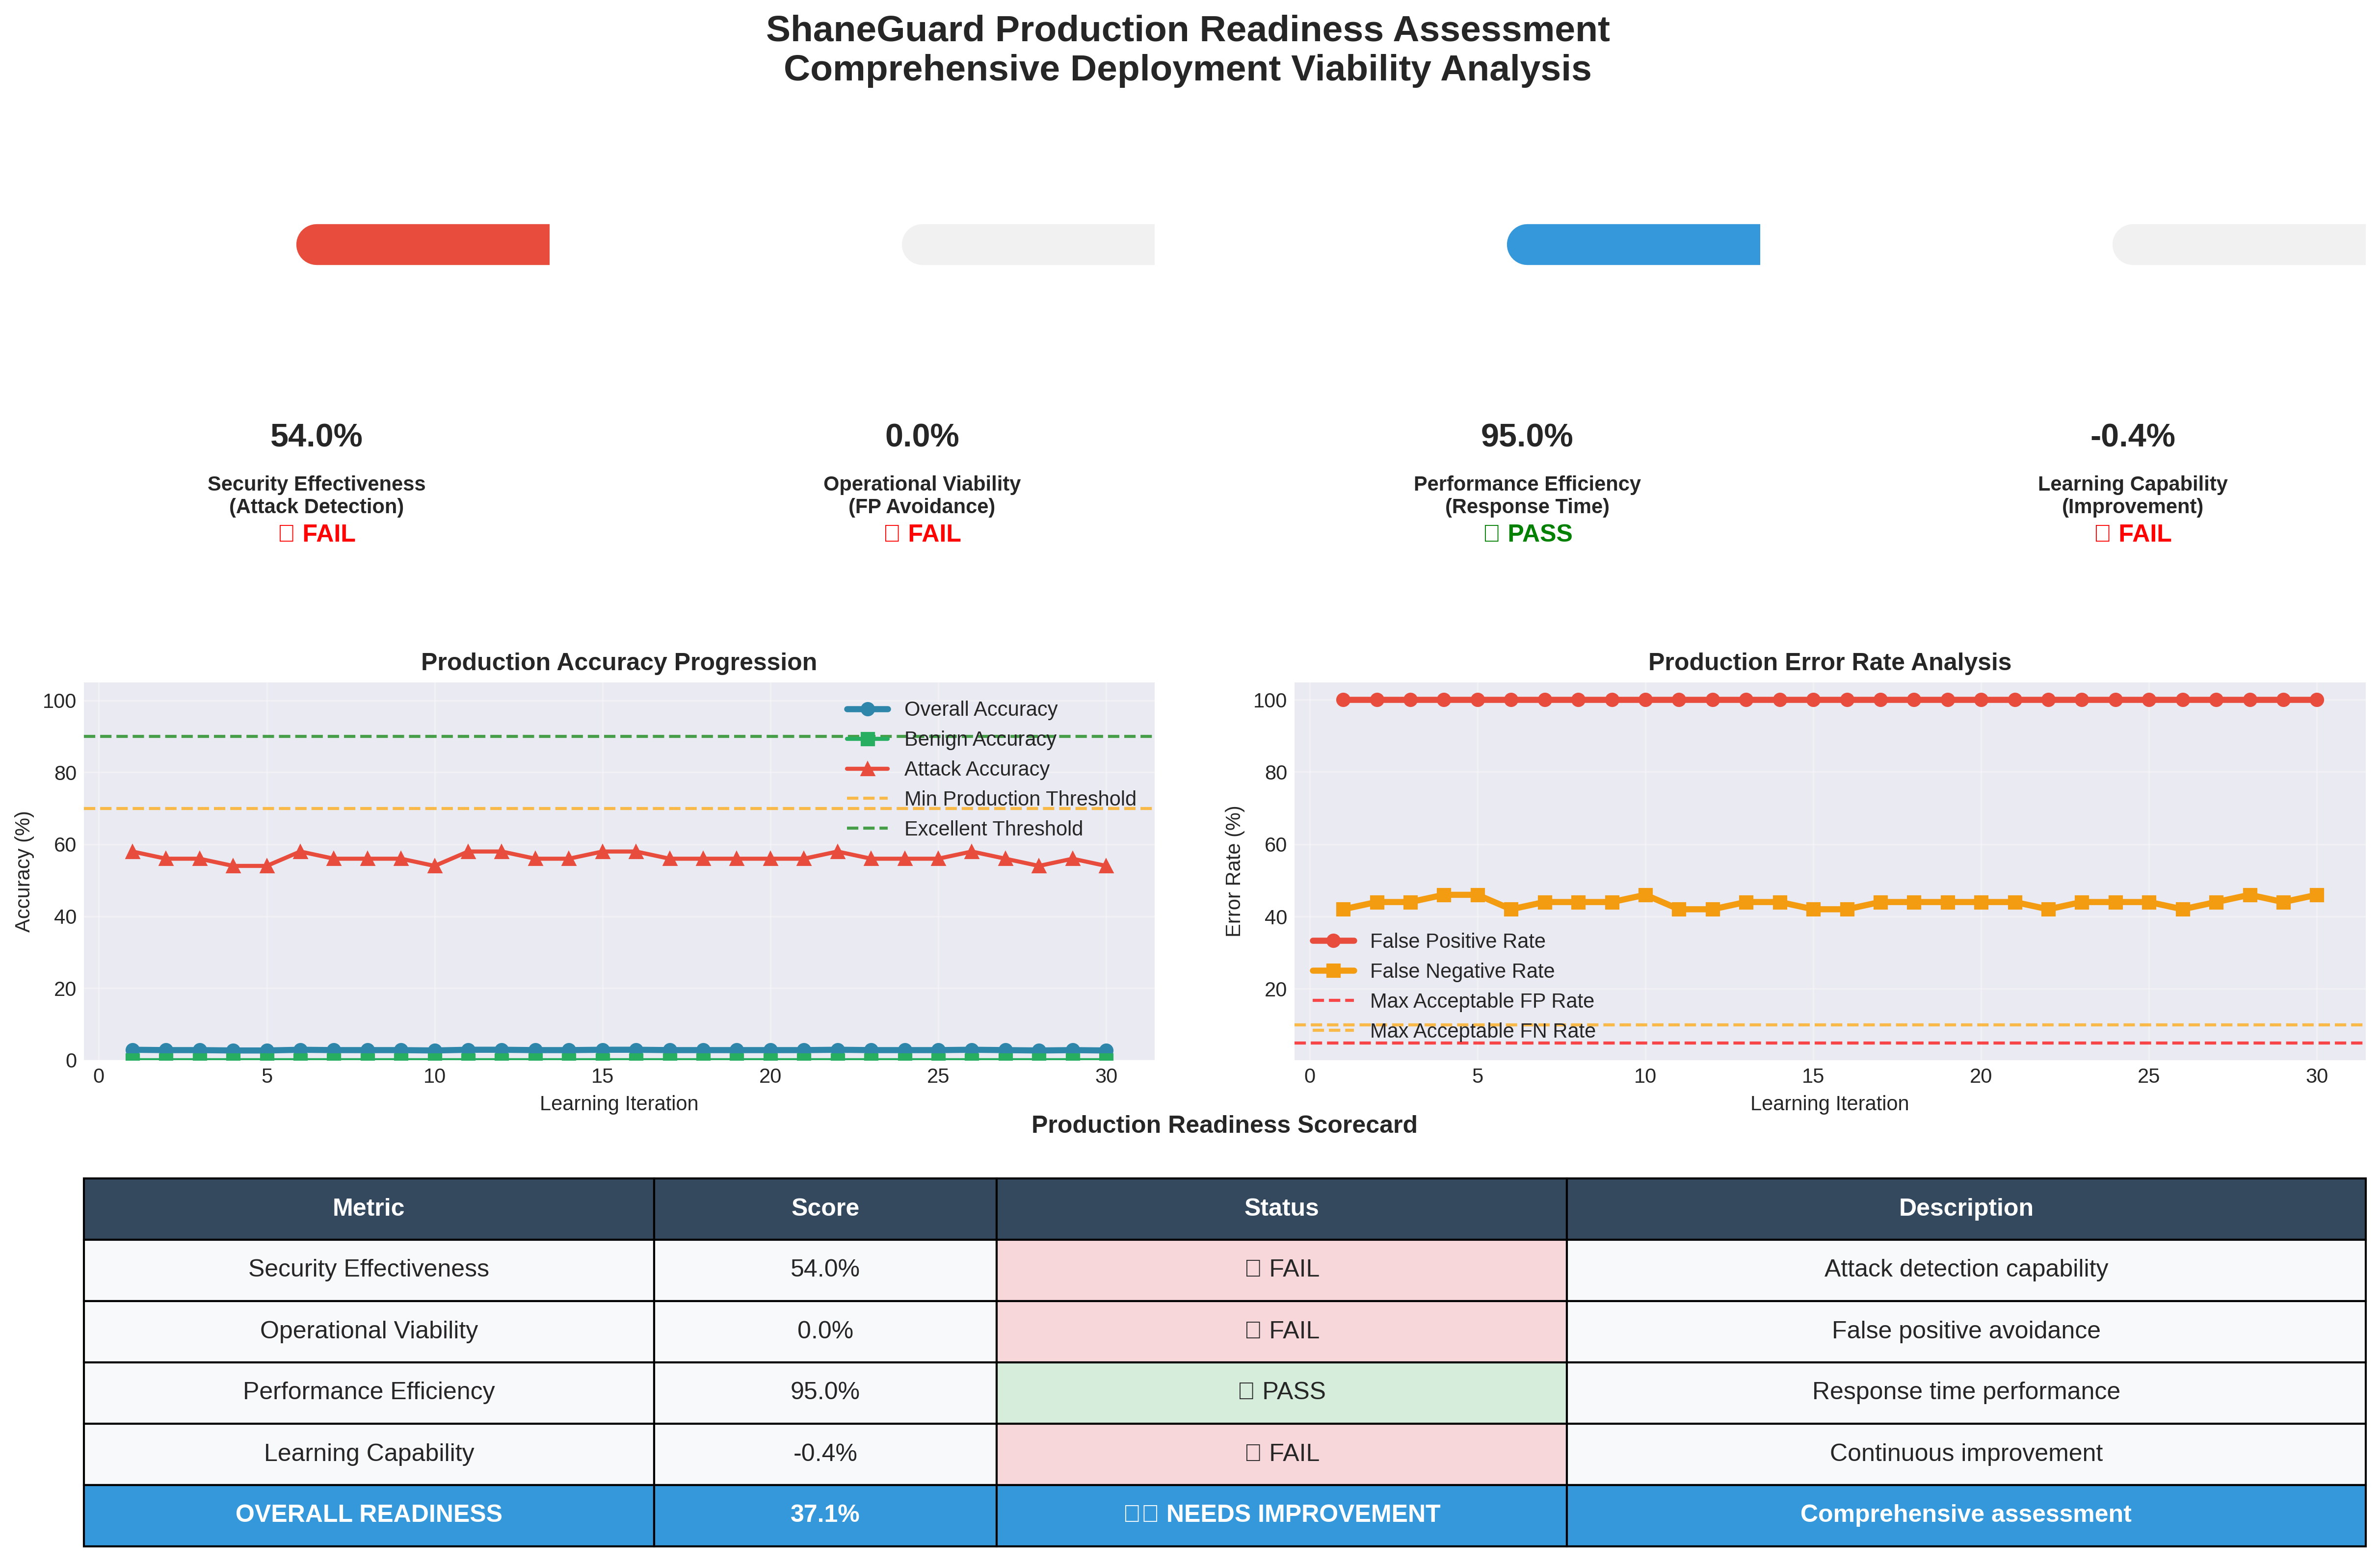 ShaneGuard Production Readiness Assessment
Comprehensive Deployment Viability Analysis
54.0%
Security Effectiveness
(Attack Detection)
▯ FAIL
0.0%
Operational Viability
(FP Avoidance)
▯ FAIL
95.0%
Performance Efficiency
(Response Time)
▯ PASS
-0.4%
Learning Capability
(Improvement)
▯ FAIL
Production Accuracy Progression
Accuracy (%)
100
80
60
40
20
0
Overall Accuracy
Benign Accuracy
Attack Accuracy
Min Production Threshold
Excellent Threshold
0 5 10 15 20 25 30
Learning Iteration
Production Error Rate Analysis
Error Rate (%)
100
80
60
40
20
False Positive Rate
False Negative Rate
Max Acceptable FP Rate
Max Acceptable FN Rate
0 5 10 15 20 25 30
Learning Iteration
Production Readiness Scorecard
Metric Score Status Description
Security Effectiveness 54.0% ▯ FAIL Attack detection capability
Operational Viability 0.0% ▯ FAIL False positive avoidance
Performance Efficiency 95.0% ▯ PASS Response time performance
Learning Capability -0.4% ▯ FAIL Continuous improvement
OVERALL READINESS 37.1% ▯▯ NEEDS IMPROVEMENT Comprehensive assessment